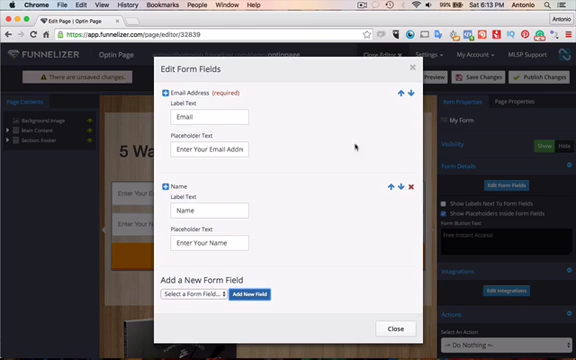 Chrome File Edit View History Bookmarks People Window Help 99% Sat 6:13 PM Antonio
Edit Page | Optin Page Antonio
https://app.funnelizer.com/page/editor/32839
FUNNELIZER Optin Page optinpage Close Editor Settings My Account MLSP Support
There are unsaved changes. Preview Save Changes Publish Changes
Page Contents
Background Image
Main Content
Section: Footer
5 Wa
Enter Your Email
Enter You
Edit Form Fields
Email Address (required)
Label Text
Email
Placeholder Text
Enter Your Email Addre
Name
Label Text
Name
Placeholder Text
Enter Your Name
Add a New Form Field
Select a Form Field... Add New Field
Close
Item Properties Page Properties
My Form
Visibility
Show Hide
Form Details
Edit Form Fields
Show Labels Next To Form Fields
Show Placeholders Inside Form Fields
Form Button Text
Free Instant Access!
Integrations
Edit Integrations
Actions
Select An Action
-= Do Nothing =-